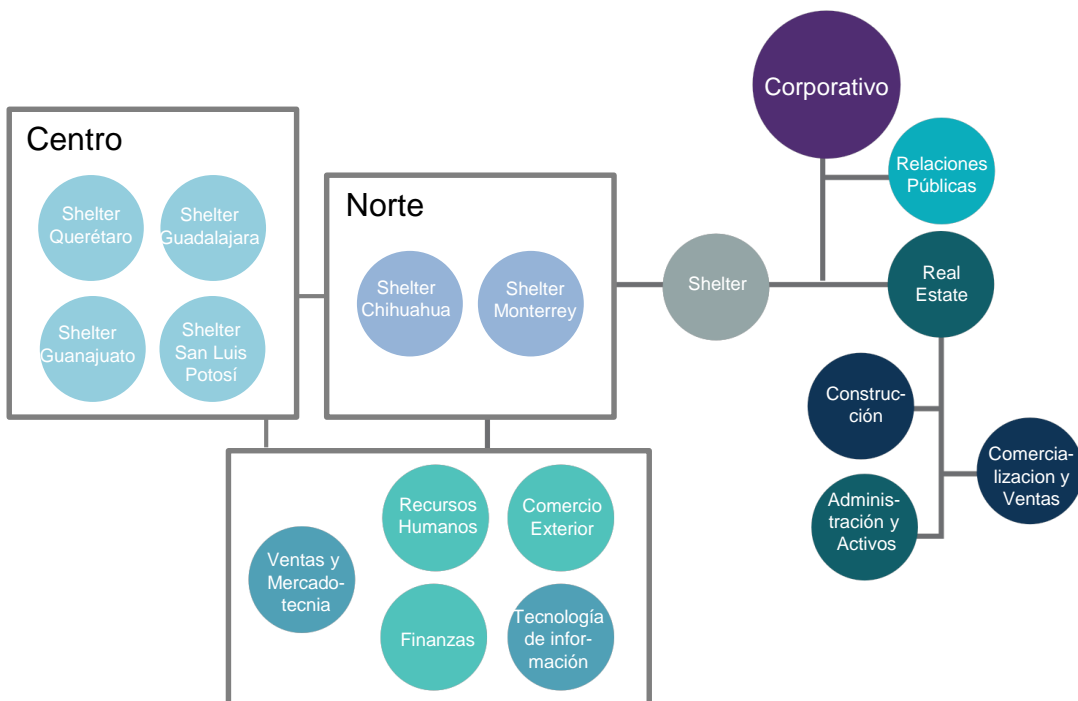 Corporativo
Relaciones
Públicas
Centro
Shelter
Querétaro
Shelter
Guadalajara
Shelter
Guanajuato
Shelter
San Luis
Potosí
Norte
Shelter
Chihuahua
Shelter
Monterrey
Shelter
Real
Estate
Construc-
ción
Comercia-
lizacion y
Ventas
Adminis-
tración y
Activos
Ventas y
Mercado-
tecnia
Recursos
Humanos
Comercio
Exterior
Finanzas
Tecnología
de infor-
mación